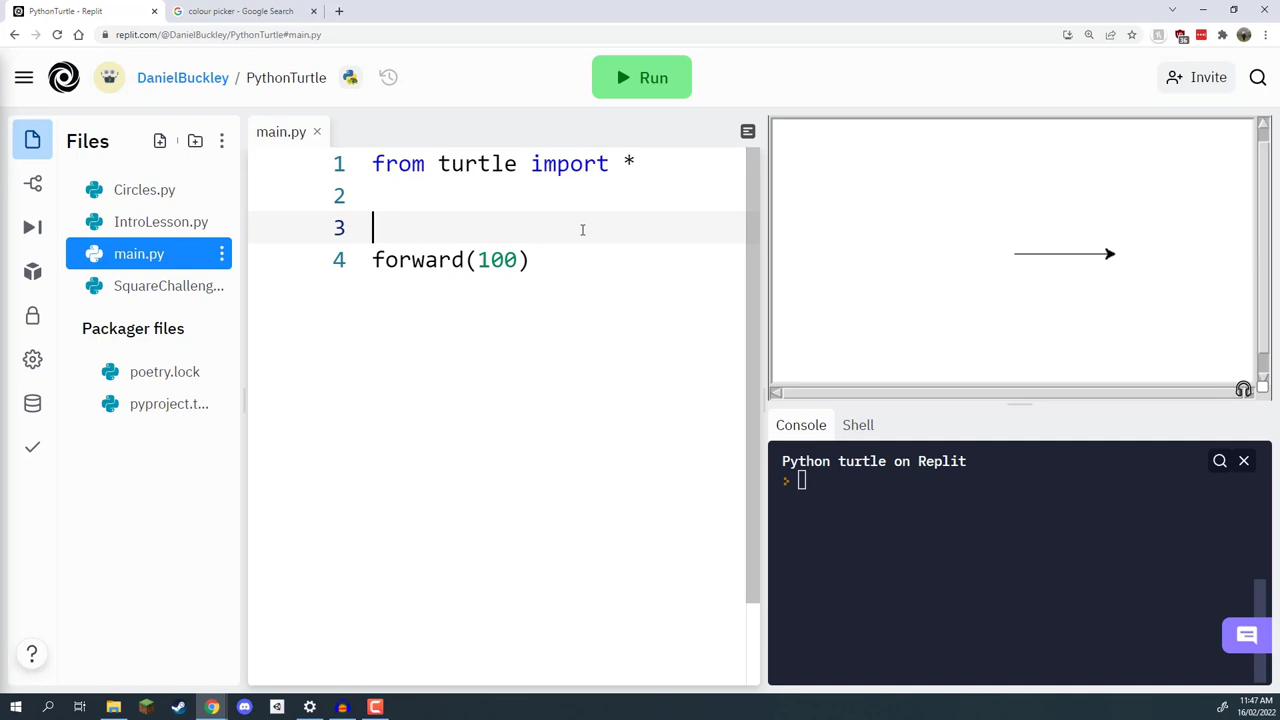 PythonTurtle - Replit
colour picker - Google Search
replit.com/@DanielBuckley/PythonTurtle#main.py
36
DanielBuckley / PythonTurtle
Run
Invite
Files
main.py
Circles.py
IntroLesson.py
main.py
SquareChalleng...
Packager files
poetry.lock
pyproject.t...
1 from turtle import *
2
3
4 forward(100)
Console
Shell
Python turtle on Replit
>
?
11:47 AM
16/02/2022